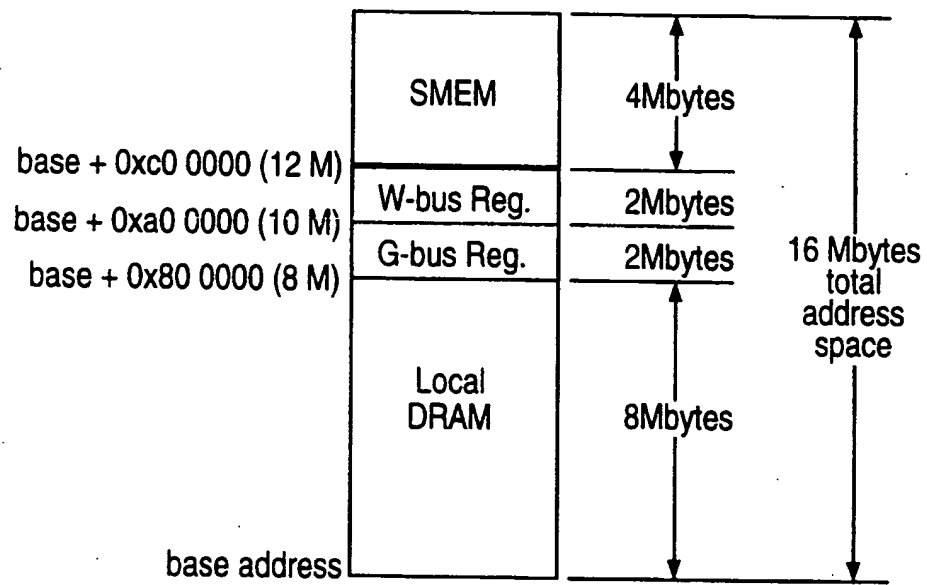 SMEM
4Mbytes
base + 0xc0 0000 (12 M)
W-bus Reg.
2Mbytes
base + 0xa0 0000 (10 M)
G-bus Reg.
2Mbytes
16 Mbytes
total
address
space
base + 0x80 0000 (8 M)
Local
DRAM
8Mbytes
base address